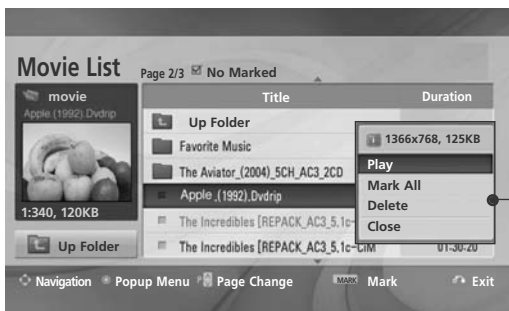 Movie List Page 2/3 No Marked
movie
Apple (1992).Dvdrip
1:340, 120KB
Up Folder
Title Duration
Up Folder
Favorite Music
The Aviator_(2004)_5CH_AC3_2CD
Apple ,(1992),Dvdrip
The Incredibles [REPACK_AC3_5.1c-
The Incredibles [REPACK_AC3_5.1c-CiM 01:30:20
1366x768, 125KB
Play
Mark All
Delete
Close
Navigation Popup Menu P Page Change MARK Mark Exit